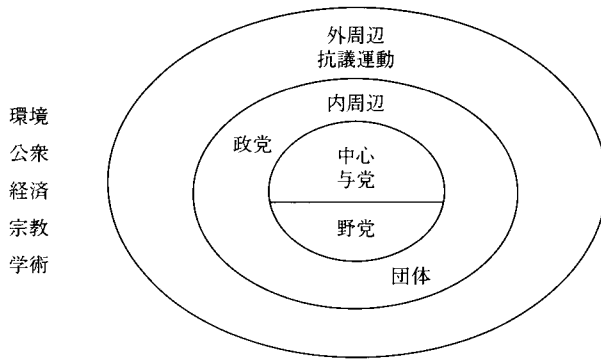 外周辺
抗議運動
内周辺
政党
中心
与党
野党
団体
環境
公衆
経済
宗教
学術